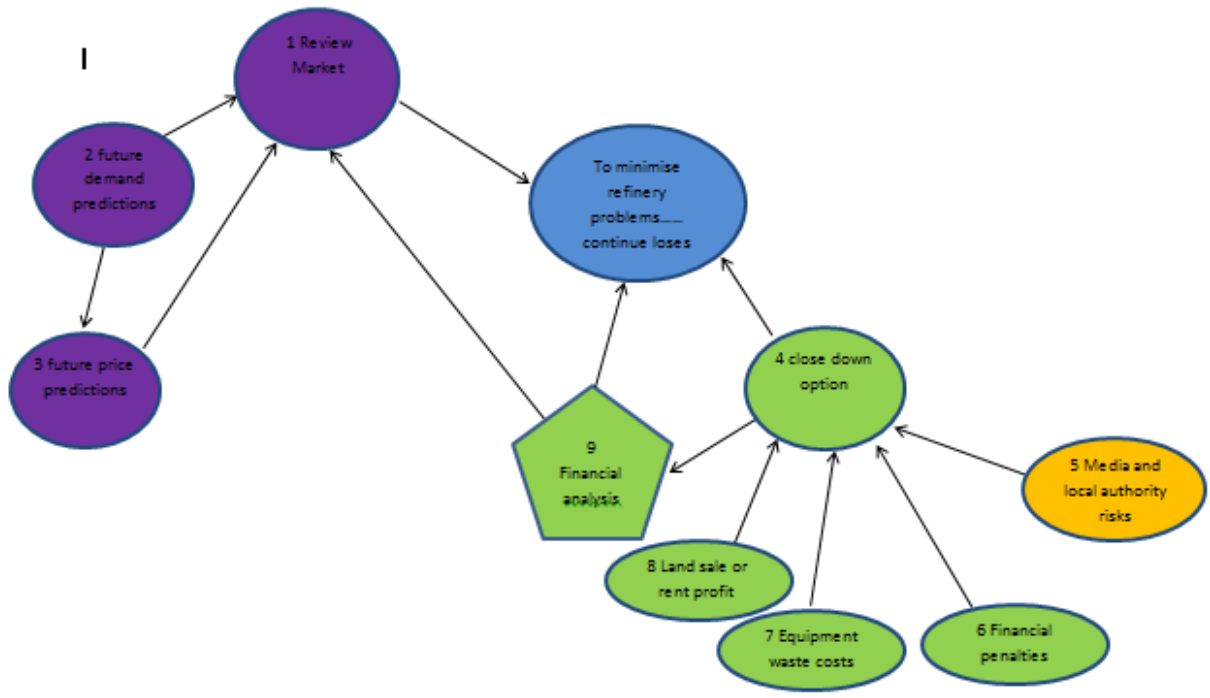 I
1 Review
Market
2 future
demand
predictions
To minimise
refinery
problems......
continue loses
3 future price
predictions
4 close down
option
9
Financial
analysis.
5 Media and
local authority
risks
8 Land sale or
rent profit
7 Equipment
waste costs
6 Financial
penalties